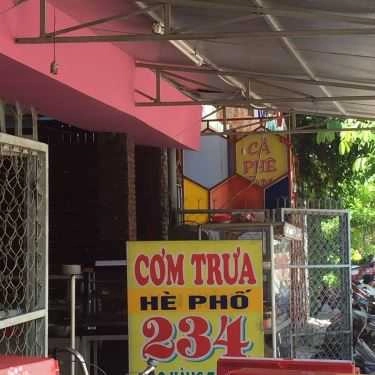 CÀ
PHÊ
CƠM TRƯA
HÈ PHỐ
234